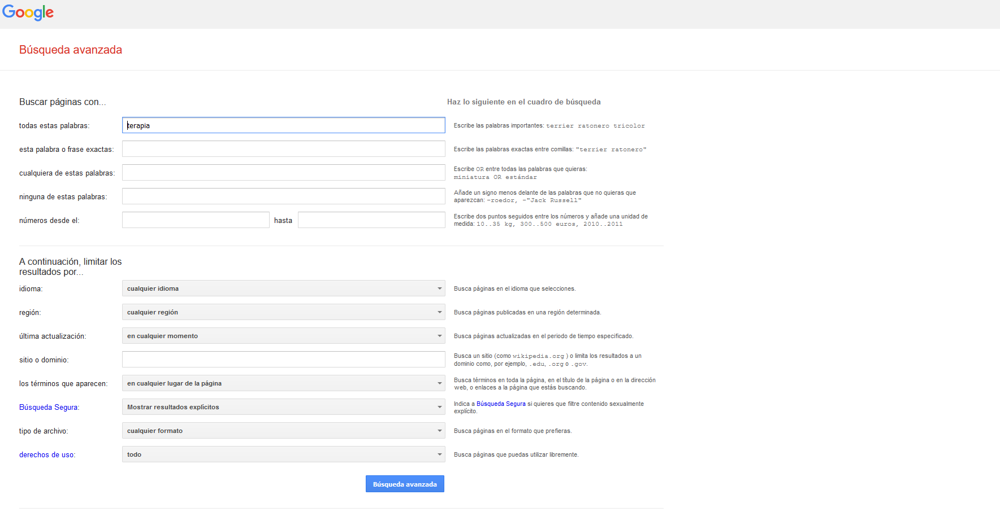 Google
Búsqueda avanzada
Buscar páginas con...
Haz lo siguiente en el cuadro de búsqueda
todas estas palabras:
terapia
Escribe las palabras importantes: terrier ratonero tricolor
esta palabra o frase exactas:
Escribe las palabras exactas entre comillas: "terrier ratonero"
cualquiera de estas palabras:
Escribe OR entre todas las palabras que quieras:
miniatura OR estándar
ninguna de estas palabras:
Añade un signo menos delante de las palabras que no quieras que
aparezcan: -roedor, -"Jack Russell"
números desde el:
hasta
Escribe dos puntos seguidos entre los números y añade una unidad de
medida: 10..35 kg, 300..500 euros, 2010..2011
A continuación, limitar los
resultados por...
idioma:
cualquier idioma
Busca páginas en el idioma que selecciones.
región:
cualquier región
Busca páginas publicadas en una región determinada.
última actualización:
en cualquier momento
Busca páginas actualizadas en el periodo de tiempo especificado.
sitio o dominio:
Busca un sitio (como wikipedia.org ) o limita los resultados a un
dominio como, por ejemplo, .edu, .org o .gov.
los términos que aparecen:
en cualquier lugar de la página
Busca términos en toda la página, en el título de la página o en la dirección
web, o enlaces a la página que estás buscando.
Búsqueda Segura:
Mostrar resultados explícitos
Indica a Búsqueda Segura si quieres que filtre contenido sexualmente
explícito.
tipo de archivo:
cualquier formato
Busca páginas en el formato que prefieras.
derechos de uso:
todo
Busca páginas que puedas utilizar libremente.
Búsqueda avanzada